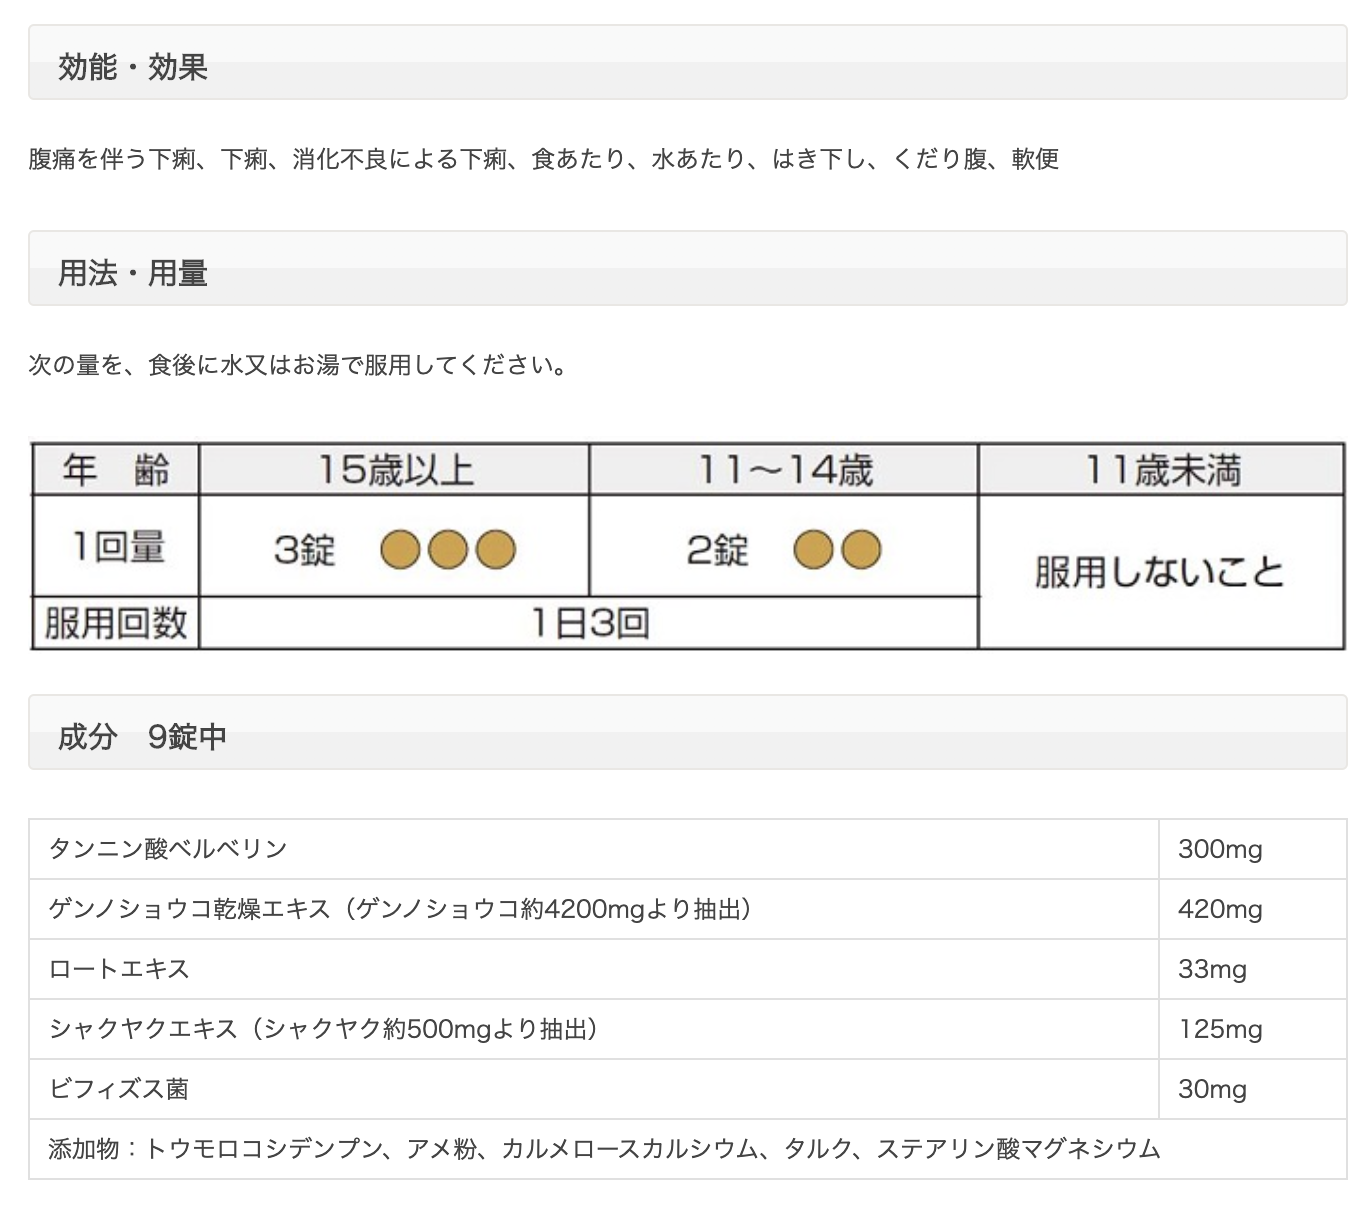 効能・効果
腹痛を伴う下痢、下痢、消化不良による下痢、食あたり、水あたり、はき下し、くだり腹、軟便
用法・用量
次の量を、食後に水又はお湯で服用してください。
年　齢　15歳以上　11〜14歳　11歳未満
1回量　3錠　2錠　服用しないこと
服用回数　1日3回
成分　9錠中
タンニン酸ベルベリン　300mg
ゲンノショウコ乾燥エキス（ゲンノショウコ約4200mgより抽出）　420mg
ロートエキス　33mg
シャクヤクエキス（シャクヤク約500mgより抽出）　125mg
ビフィズス菌　30mg
添加物：トウモロコシデンプン、アメ粉、カルメロースカルシウム、タルク、ステアリン酸マグネシウム